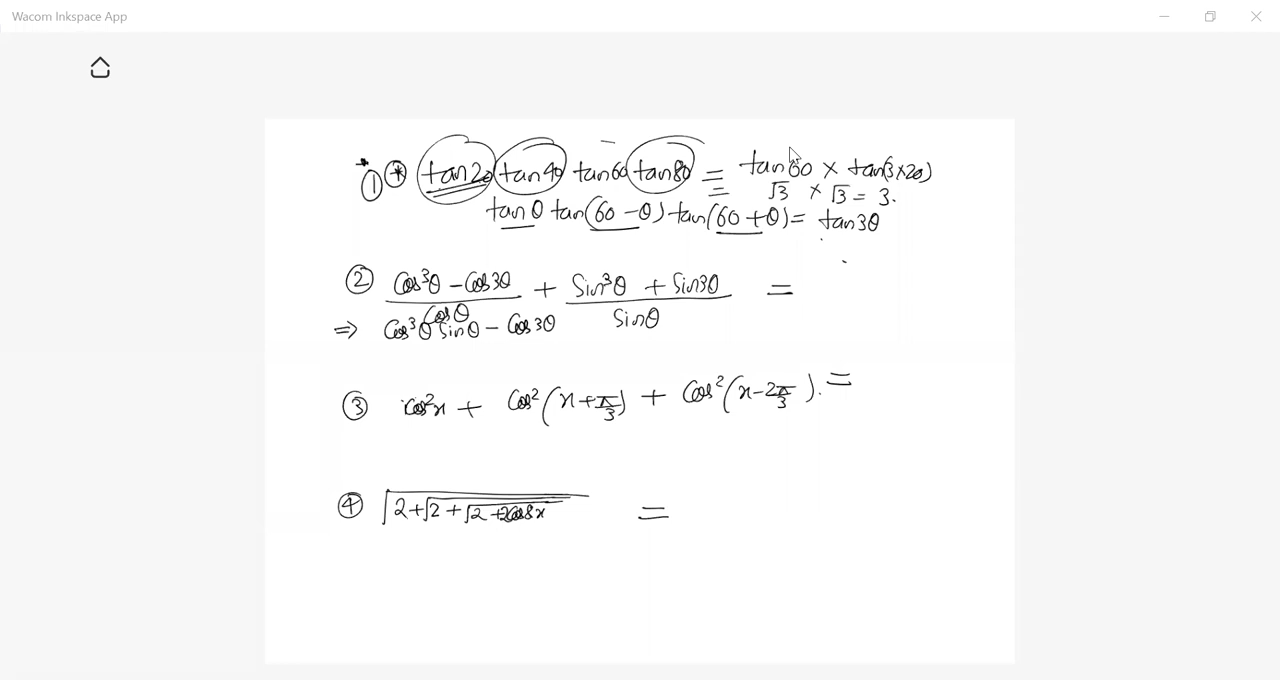 Wacom Inkspace App
① * tan20 tan40 tan60 tan80 = tan60 × tan(3×20)
= √3 × √3 = 3.
tanθ tan(60-θ) tan(60+θ) = tan3θ
② (Cos³θ - Cos3θ)/Cosθ + (Sin³θ + Sin3θ)/Sinθ =
⇒ Cos³θ Sinθ - Cos3θ
③ Cos²x + Cos²(x+π/3) + Cos²(x-2π/3). =
④ √(2+√(2+√(2+2Cos8x))) =